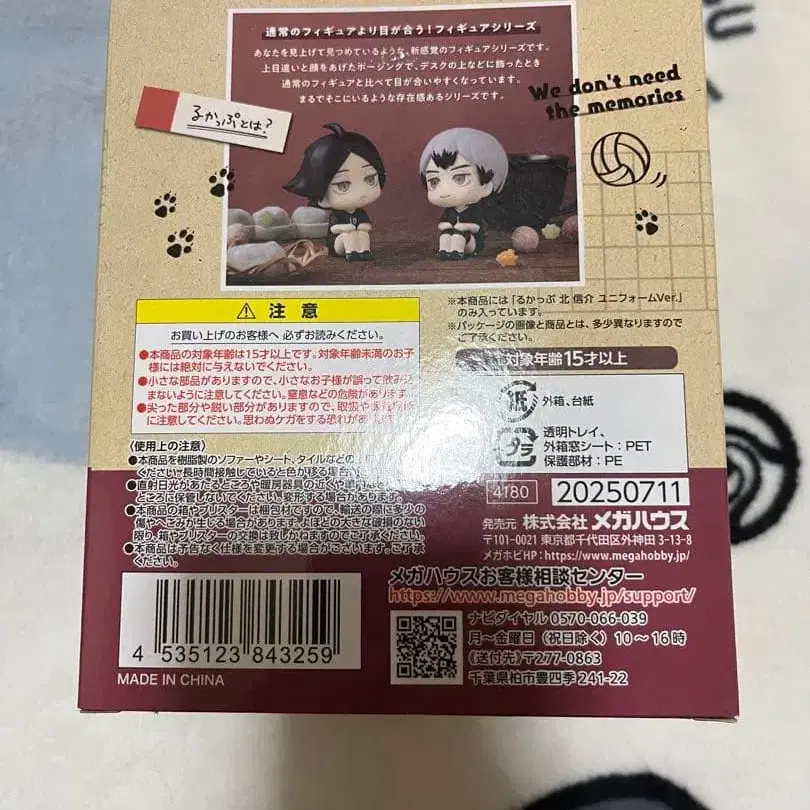 通常のフィギュアより目が合う!フィギュアシリーズ
あなたを見上げて見つめているような、新感覚のフィギュアシリーズです。
上目遣いと顔をあげたポージングで、デスクの上などに飾ったとき
通常のフィギュアと比べて目が合いやすくなっています。
まるでそこにいるような存在感あるシリーズです。
るかっぷとは?
We don't need
the memories
⚠ 注意
お買い上げのお客様へ 必ずお読みください。
●本商品の対象年齢は15才以上です。対象年齢未満のお子
様には絶対に与えないでください。
●小さな部品がありますので、小さなお子様が誤って飲み込
まないように注意してください。窒息などの危険があります。
●尖った部分や鋭い部分がありますので、取扱や保管場所
に注意してください。思わぬケガをする恐れがあります。
〈使用上の注意〉
●本商品を樹脂製のソファーやシート、タイルなどの
ください。長時間接触していると色が移る場合
●直射日光があたるところや暖房器具の近くや
ところに保管しないでください。変形する場合があります。
●本商品の箱やブリスターは梱包材ですので、輸送の際に多少の
傷やへこみが生じる場合があります。よほどの大きな破損のない
限り、箱やブリスターの交換は致しかねますのでご了承ください。
●本商品は予告なく仕様を変更する場合がございます。ご了承
ください。
※本商品には「るかっぷ 北 信介 ユニフォームVer.」
のみ入っています。
※パッケージの画像と商品とは、多少異なりますので
ご了承ください。
対象年齢15才以上
紙 外箱、台紙
プラ 透明トレイ、
外箱窓シート:PET
保護部材:PE
4180 20250711
発売元 株式会社 メガハウス
〒101-0021 東京都千代田区外神田 3-13-8
メガホビHP:https://www.megahobby.jp/
メガハウスお客様相談センター
https://www.megahobby.jp/support/
ナビダイヤル 0570-066-039
月~金曜日(祝日除く)10~16時
《送付先》〒277-0863
千葉県柏市豊四季241-22
4 535123 843259
MADE IN CHINA